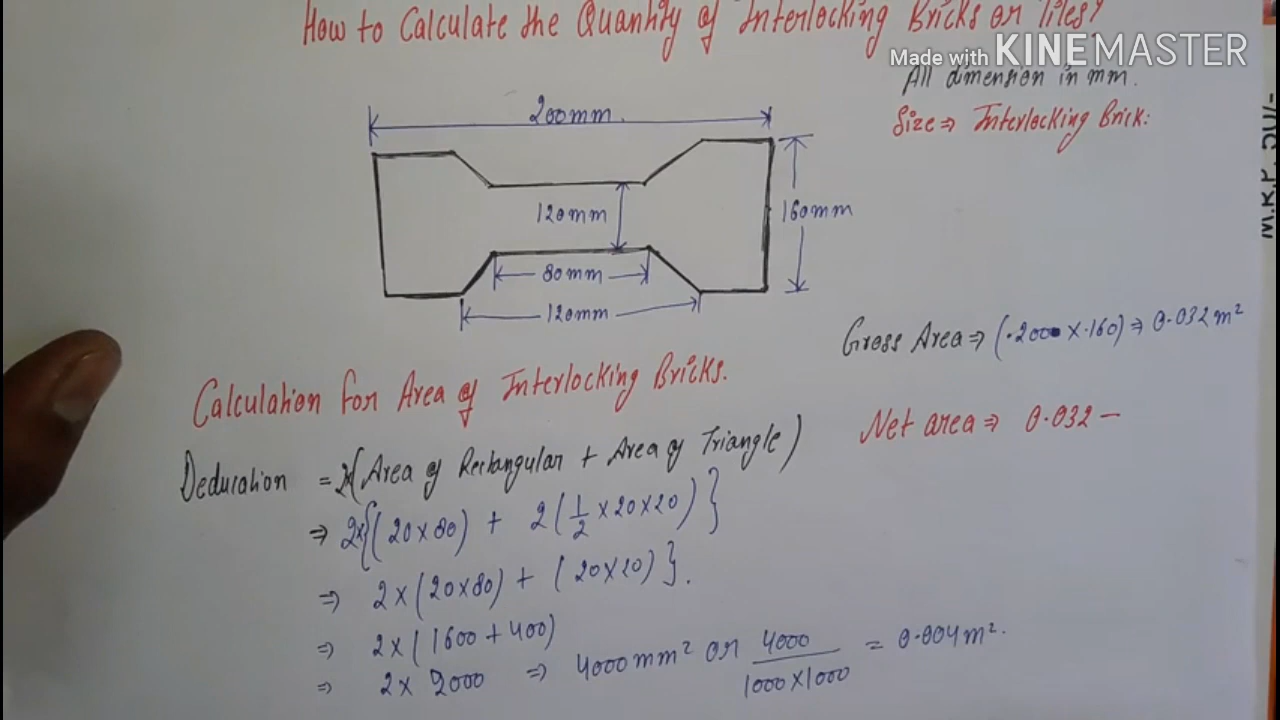 How to Calculate the Quantity of Interlocking Bricks or Tiles?
Made with KINEMASTER
All dimension in mm.
Size ⇒ Interlocking Brick:
200mm.
120mm
160mm
80mm
120mm
M.R.P. 50/-
Gross Area ⇒ (.200 × .160) ⇒ 0.032 m²
Calculation for Area of Interlocking Bricks.
Net area ⇒ 0.032 —
Deducation = 2(Area of Rectangular + Area of Triangle)
⇒ 2×{(20×80) + 2(1/2 ×20×20)}
⇒ 2×(20×80) + (20×20)}.
⇒ 2×(1600 + 400)
⇒ 2× 2000 ⇒ 4000mm² or 4000/1000×1000 = 0.004m².